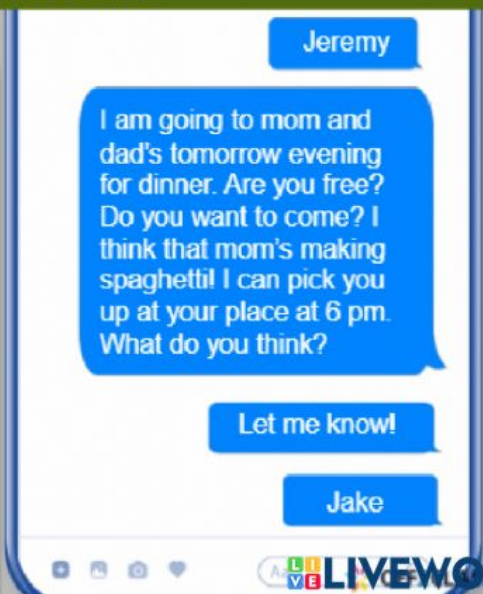 Jeremy
I am going to mom and
dad's tomorrow evening
for dinner. Are you free?
Do you want to come? I
think that mom's making
spaghetti! I can pick you
up at your place at 6 pm.
What do you think?
Let me know!
Jake
LIVE
LIVEWO